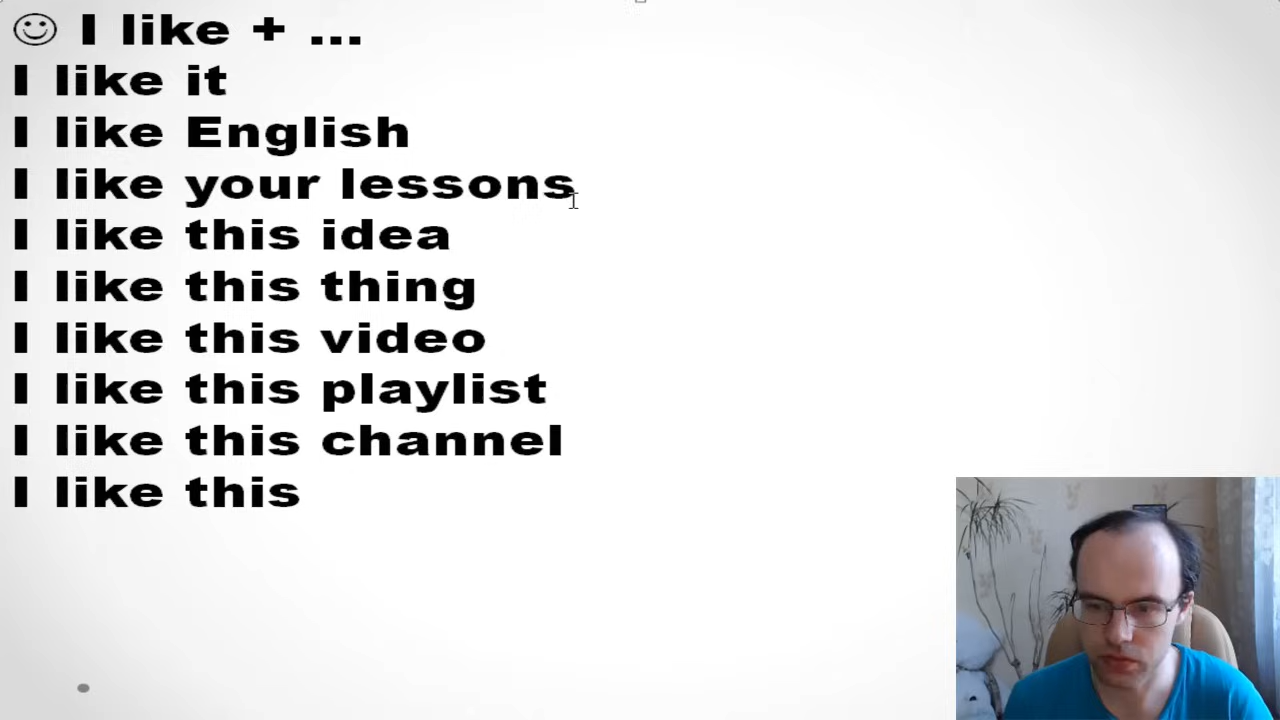 ☺ I like + ...
I like it
I like English
I like your lessons
I like this idea
I like this thing
I like this video
I like this playlist
I like this channel
I like this